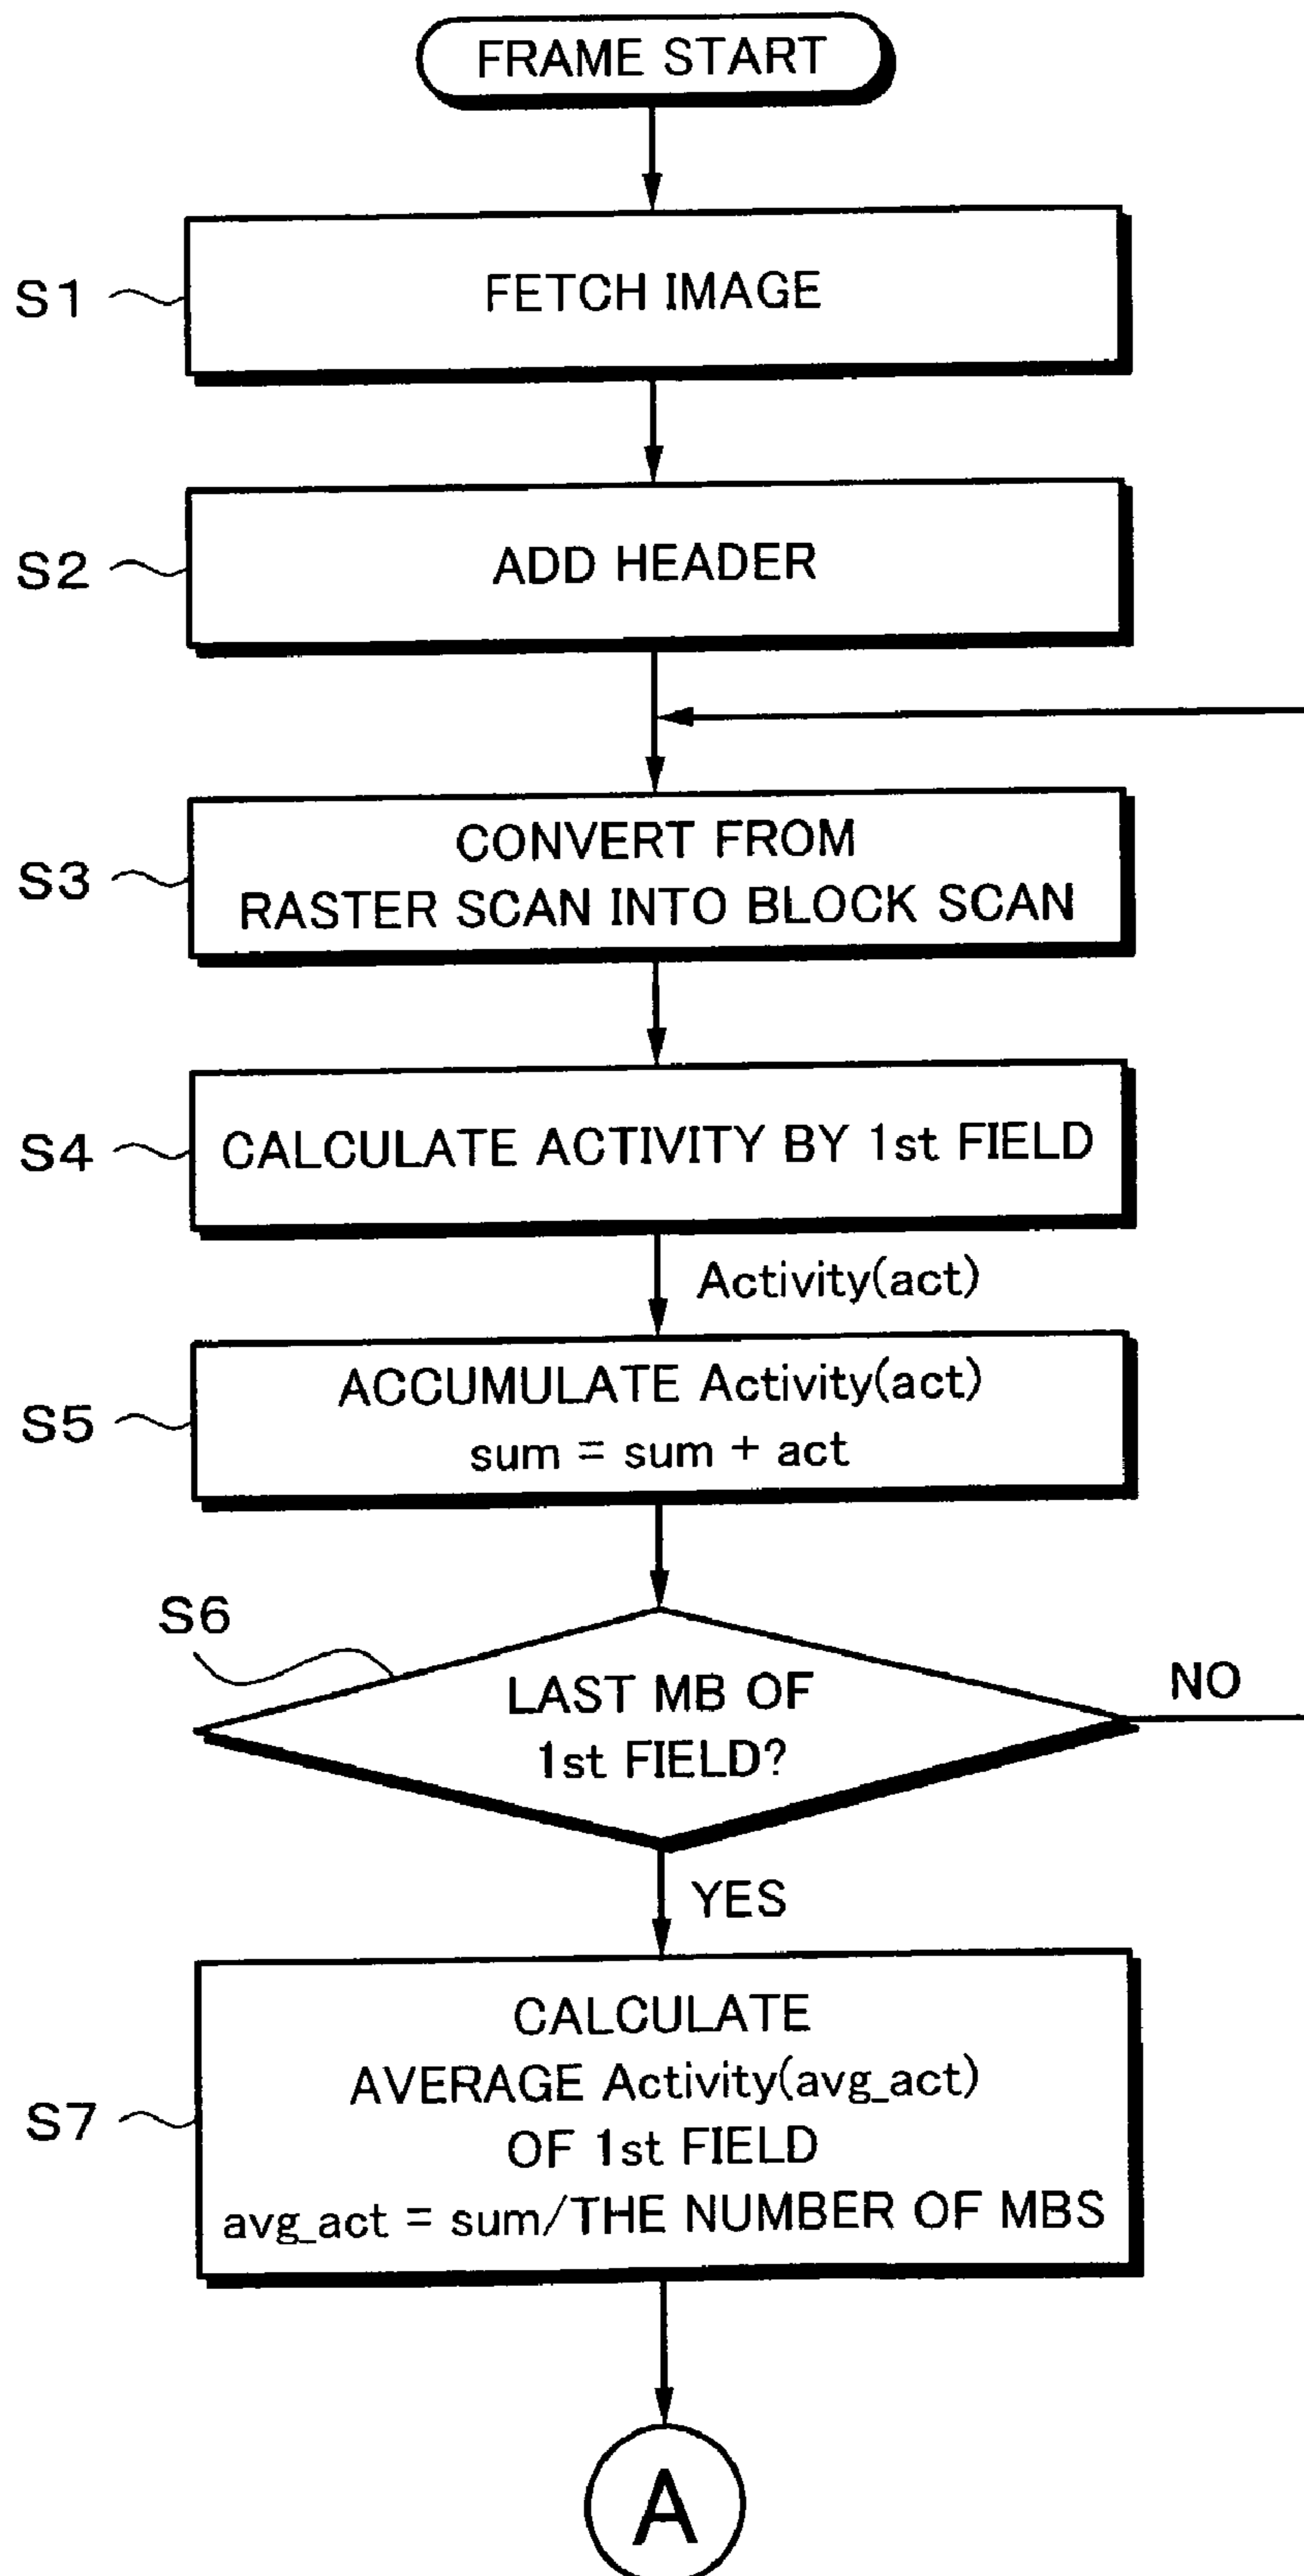 FRAME START
S1
FETCH IMAGE
S2
ADD HEADER
S3
CONVERT FROM
RASTER SCAN INTO BLOCK SCAN
S4
CALCULATE ACTIVITY BY 1st FIELD
Activity(act)
S5
ACCUMULATE Activity(act)
sum = sum + act
S6
LAST MB OF
1st FIELD?
NO
YES
S7
CALCULATE
AVERAGE Activity(avg_act)
OF 1st FIELD
avg_act = sum/THE NUMBER OF MBS
A